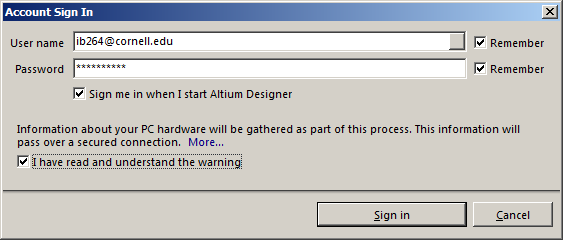 Account Sign In
User name ib264@cornell.edu Remember
Password ********** Remember
Sign me in when I start Altium Designer
Information about your PC hardware will be gathered as part of this process. This information will
pass over a secured connection. More...
I have read and understand the warning
Sign in Cancel